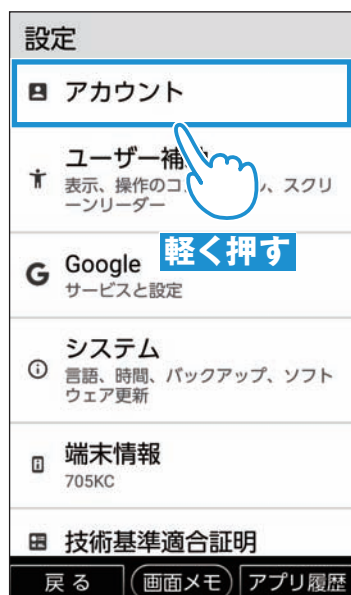 設定
アカウント
ユーザー補
表示、操作のコ ル、スクリ
ーンリーダー
軽く押す
Google
サービスと設定
システム
言語、時間、バックアップ、ソフト
ウェア更新
端末情報
705KC
技術基準適合証明
戻る 画面メモ アプリ履歴